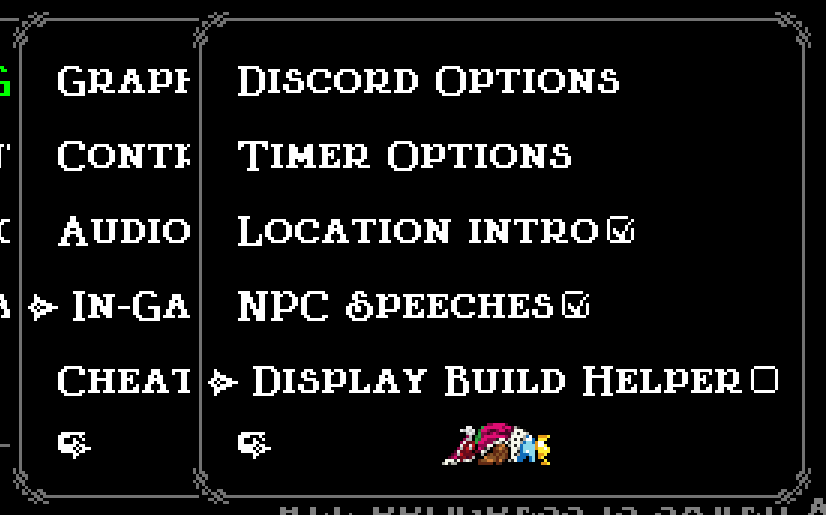 Graph
Contr
Audio
In-Ga
Cheat
Discord Options
Timer Options
Location intro
NPC Speeches
Display Build Helper